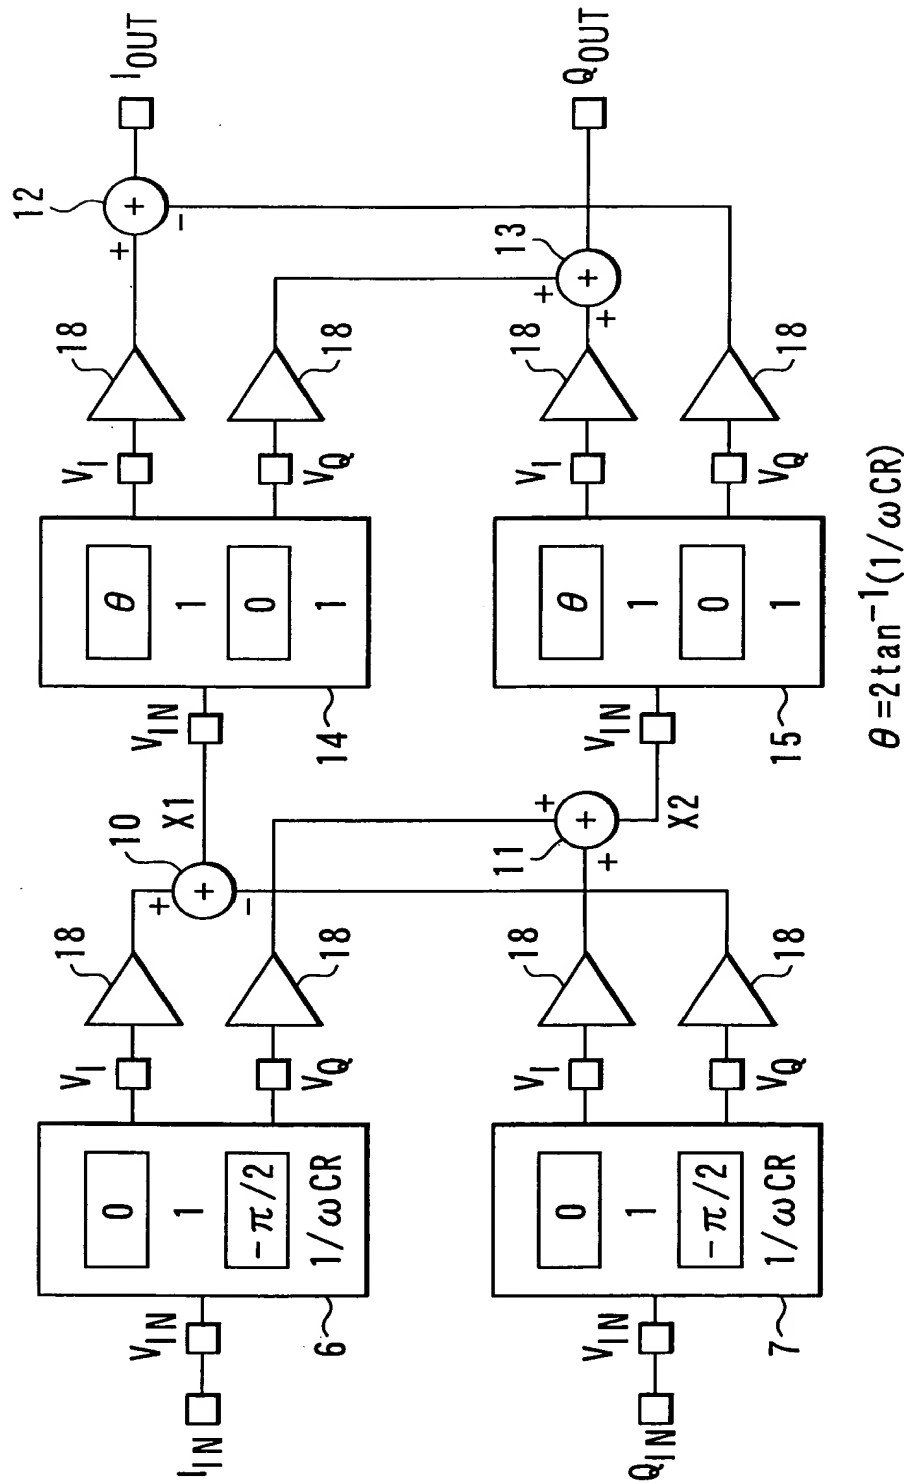 I_IN
V_IN
6
0
1
-π/2
1/ωCR
V_I
V_Q
18
18
10
+
+
-
X1
V_IN
14
θ
1
0
1
V_I
V_Q
18
18
12
+
+
-
I_OUT
Q_IN
V_IN
7
0
1
-π/2
1/ωCR
V_I
V_Q
18
18
11
+
+
+
X2
V_IN
15
θ
1
0
1
V_I
V_Q
18
18
13
+
+
+
Q_OUT
θ=2tan⁻¹(1/ωCR)